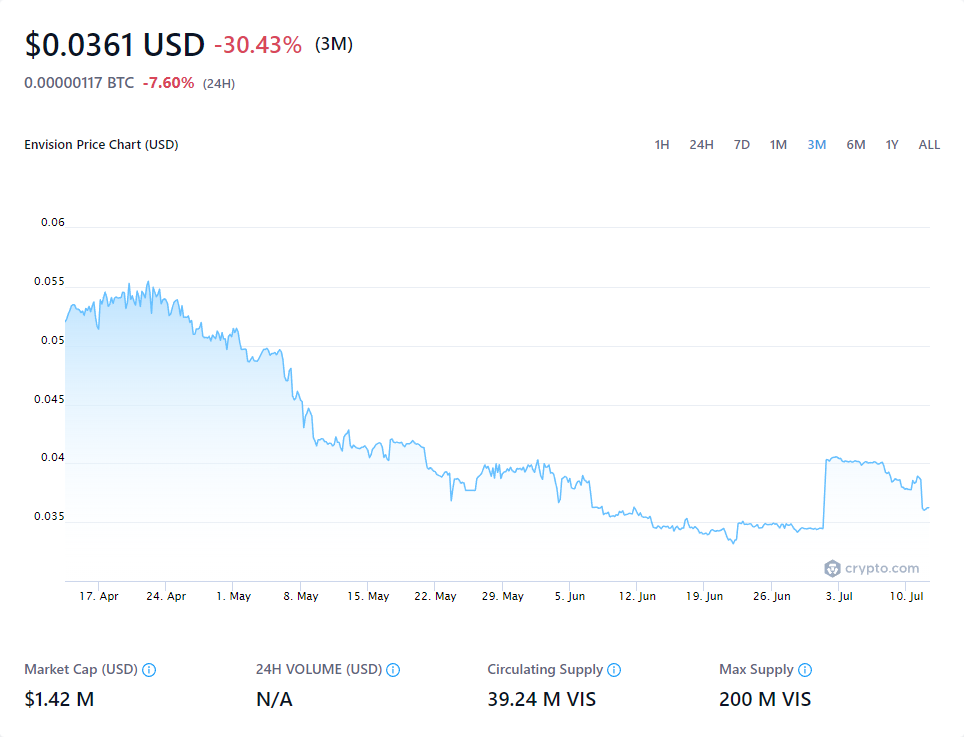 $0.0361 USD -30.43% (3M)
0.00000117 BTC -7.60% (24H)
Envision Price Chart (USD) 1H 24H 7D 1M 3M 6M 1Y ALL
0.06
0.055
0.05
0.045
0.04
0.035
crypto.com
17. Apr 24. Apr 1. May 8. May 15. May 22. May 29. May 5. Jun 12. Jun 19. Jun 26. Jun 3. Jul 10. Jul
Market Cap (USD) 24H VOLUME (USD) Circulating Supply Max Supply
$1.42 M N/A 39.24 M VIS 200 M VIS